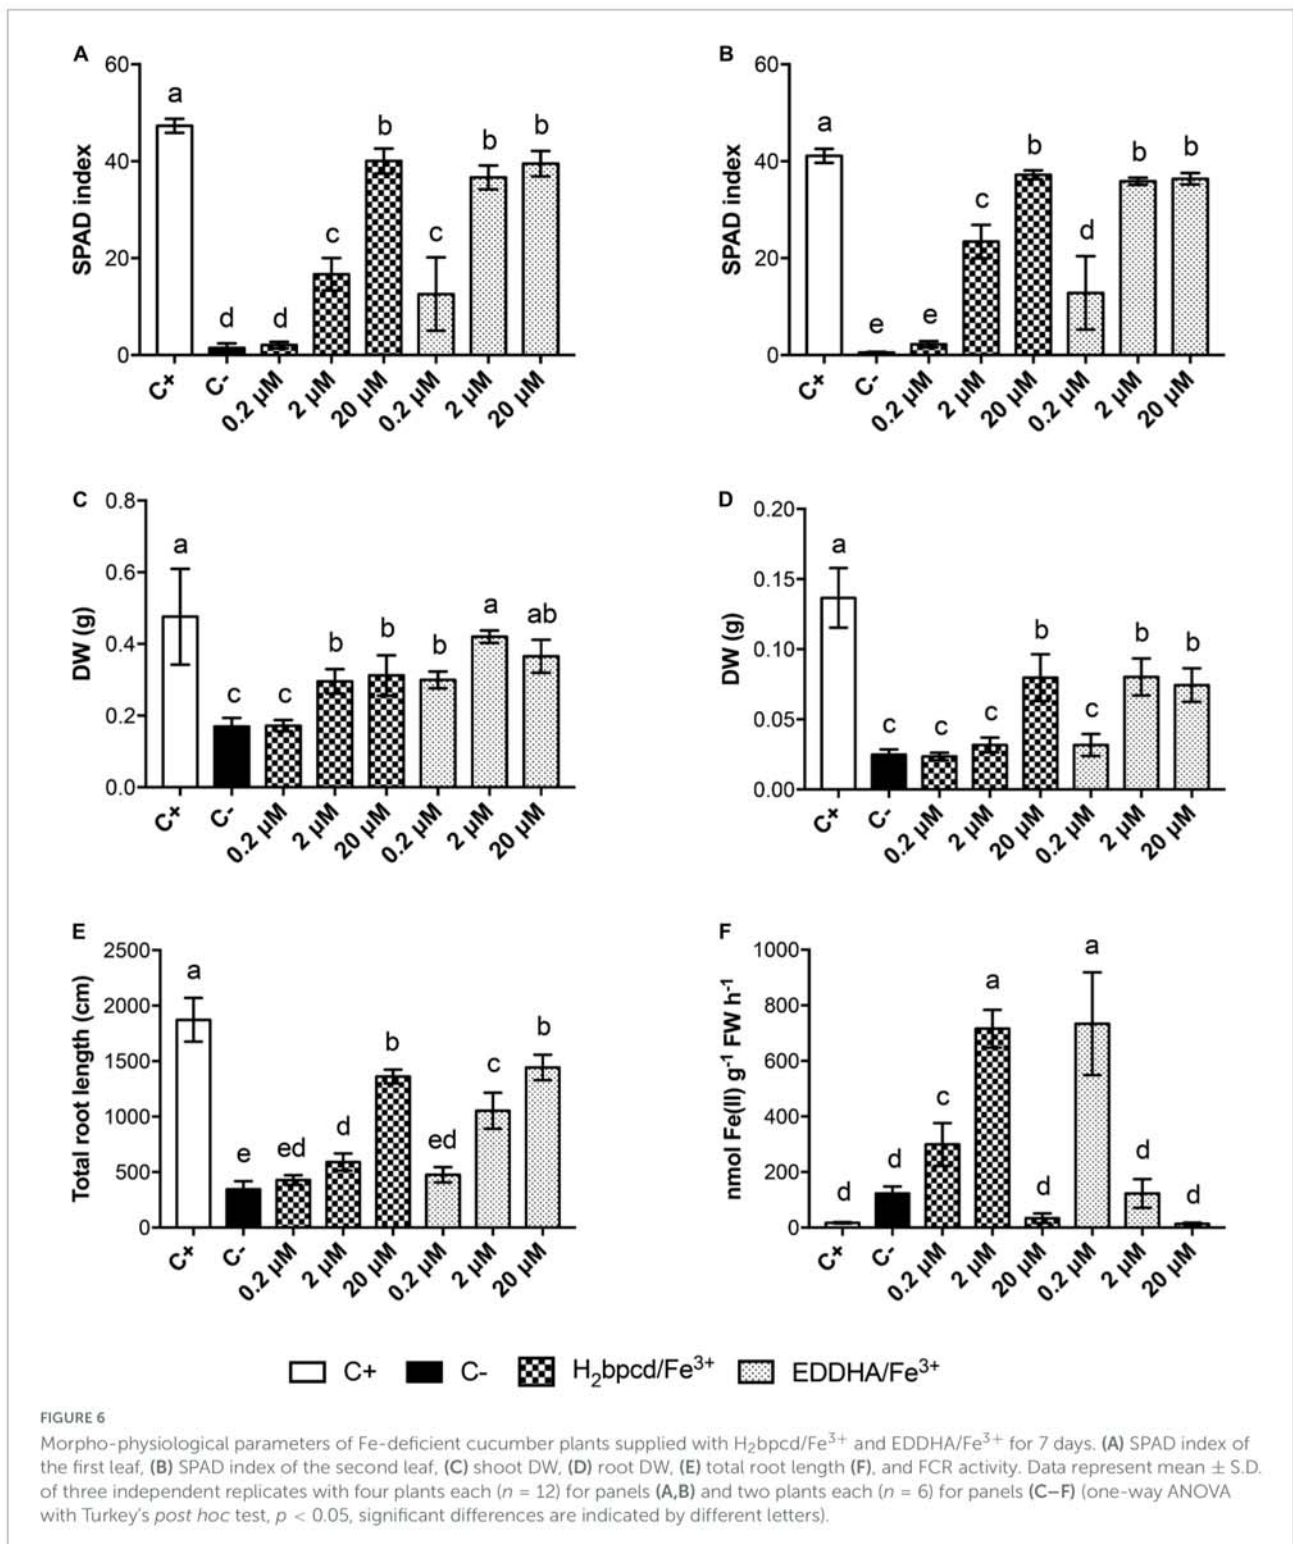 A
60
40
20
0
SPAD index
a
d
d
c
b
c
b
b
C+
C-
0.2 µM
2 µM
20 µM
0.2 µM
2 µM
20 µM
B
60
40
20
0
SPAD index
a
e
e
c
b
d
b
b
C+
C-
0.2 µM
2 µM
20 µM
0.2 µM
2 µM
20 µM
C
0.8
0.6
0.4
0.2
0.0
DW (g)
a
c
c
b
b
b
a
ab
C+
C-
0.2 µM
2 µM
20 µM
0.2 µM
2 µM
20 µM
D
0.20
0.15
0.10
0.05
0.00
DW (g)
a
c
c
c
b
c
b
b
C+
C-
0.2 µM
2 µM
20 µM
0.2 µM
2 µM
20 µM
E
2500
2000
1500
1000
500
0
Total root length (cm)
a
e
ed
d
b
ed
c
b
C+
C-
0.2 µM
2 µM
20 µM
0.2 µM
2 µM
20 µM
F
1000
800
600
400
200
0
nmol Fe(II) g⁻¹ FW h⁻¹
d
d
c
a
d
a
d
d
C+
C-
0.2 µM
2 µM
20 µM
0.2 µM
2 µM
20 µM
C+ C- H₂bpcd/Fe³⁺ EDDHA/Fe³⁺
FIGURE 6
Morpho-physiological parameters of Fe-deficient cucumber plants supplied with H₂bpcd/Fe³⁺ and EDDHA/Fe³⁺ for 7 days. (A) SPAD index of
the first leaf, (B) SPAD index of the second leaf, (C) shoot DW, (D) root DW, (E) total root length (F), and FCR activity. Data represent mean ± S.D.
of three independent replicates with four plants each (n = 12) for panels (A,B) and two plants each (n = 6) for panels (C–F) (one-way ANOVA
with Turkey's post hoc test, p < 0.05, significant differences are indicated by different letters).